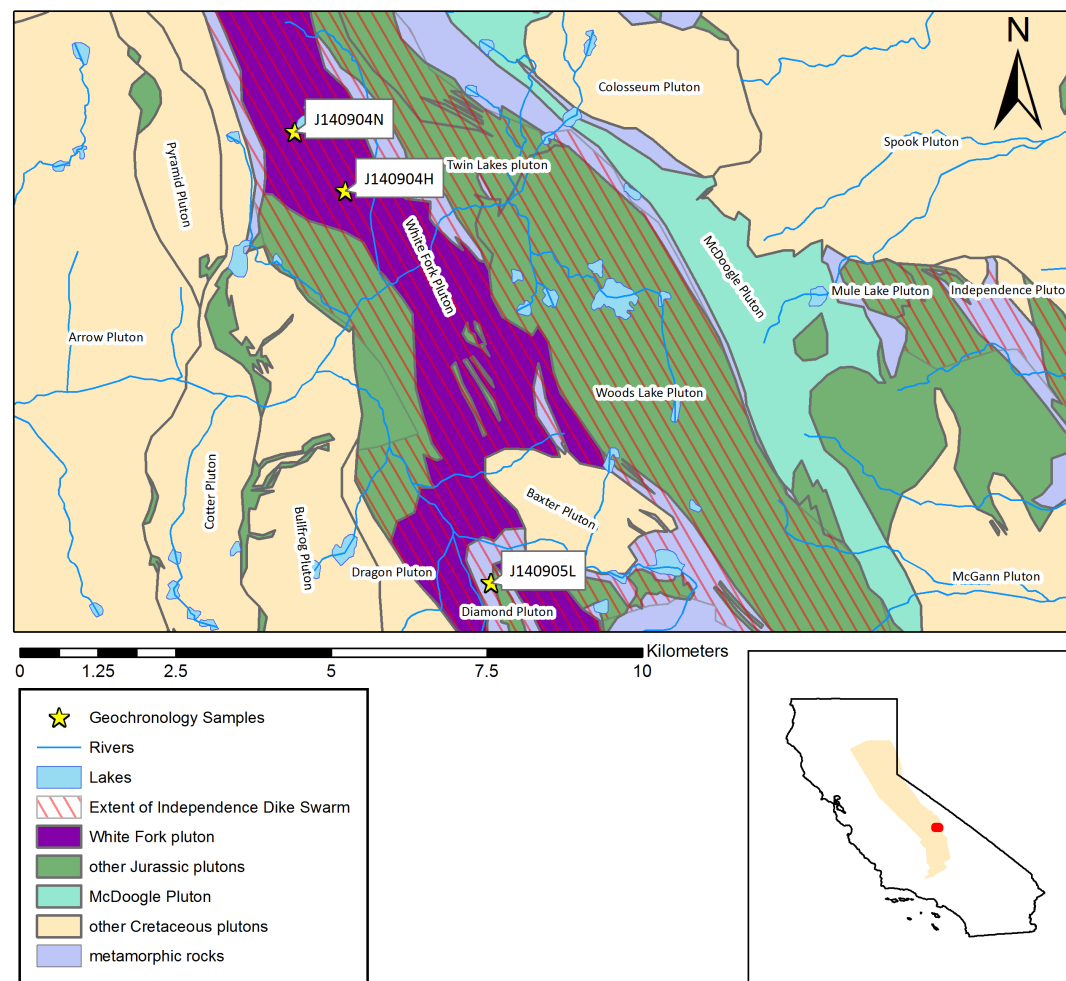 N
Colosseum Pluton
J140904N
Spook Pluton
Twin Lakes pluton
J140904H
Pyramid Pluton
White Fork Pluton
McDoogle Pluton
Mule Lake Pluton
Independence Pluto
Arrow Pluton
Woods Lake Pluton
Cotter Pluton
Bullfrog Pluton
Baxter Pluton
Dragon Pluton
J140905L
McGann Pluton
Diamond Pluton
Kilometers
0 1.25 2.5 5 7.5 10
Geochronology Samples
Rivers
Lakes
Extent of Independence Dike Swarm
White Fork pluton
other Jurassic plutons
McDoogle Pluton
other Cretaceous plutons
metamorphic rocks